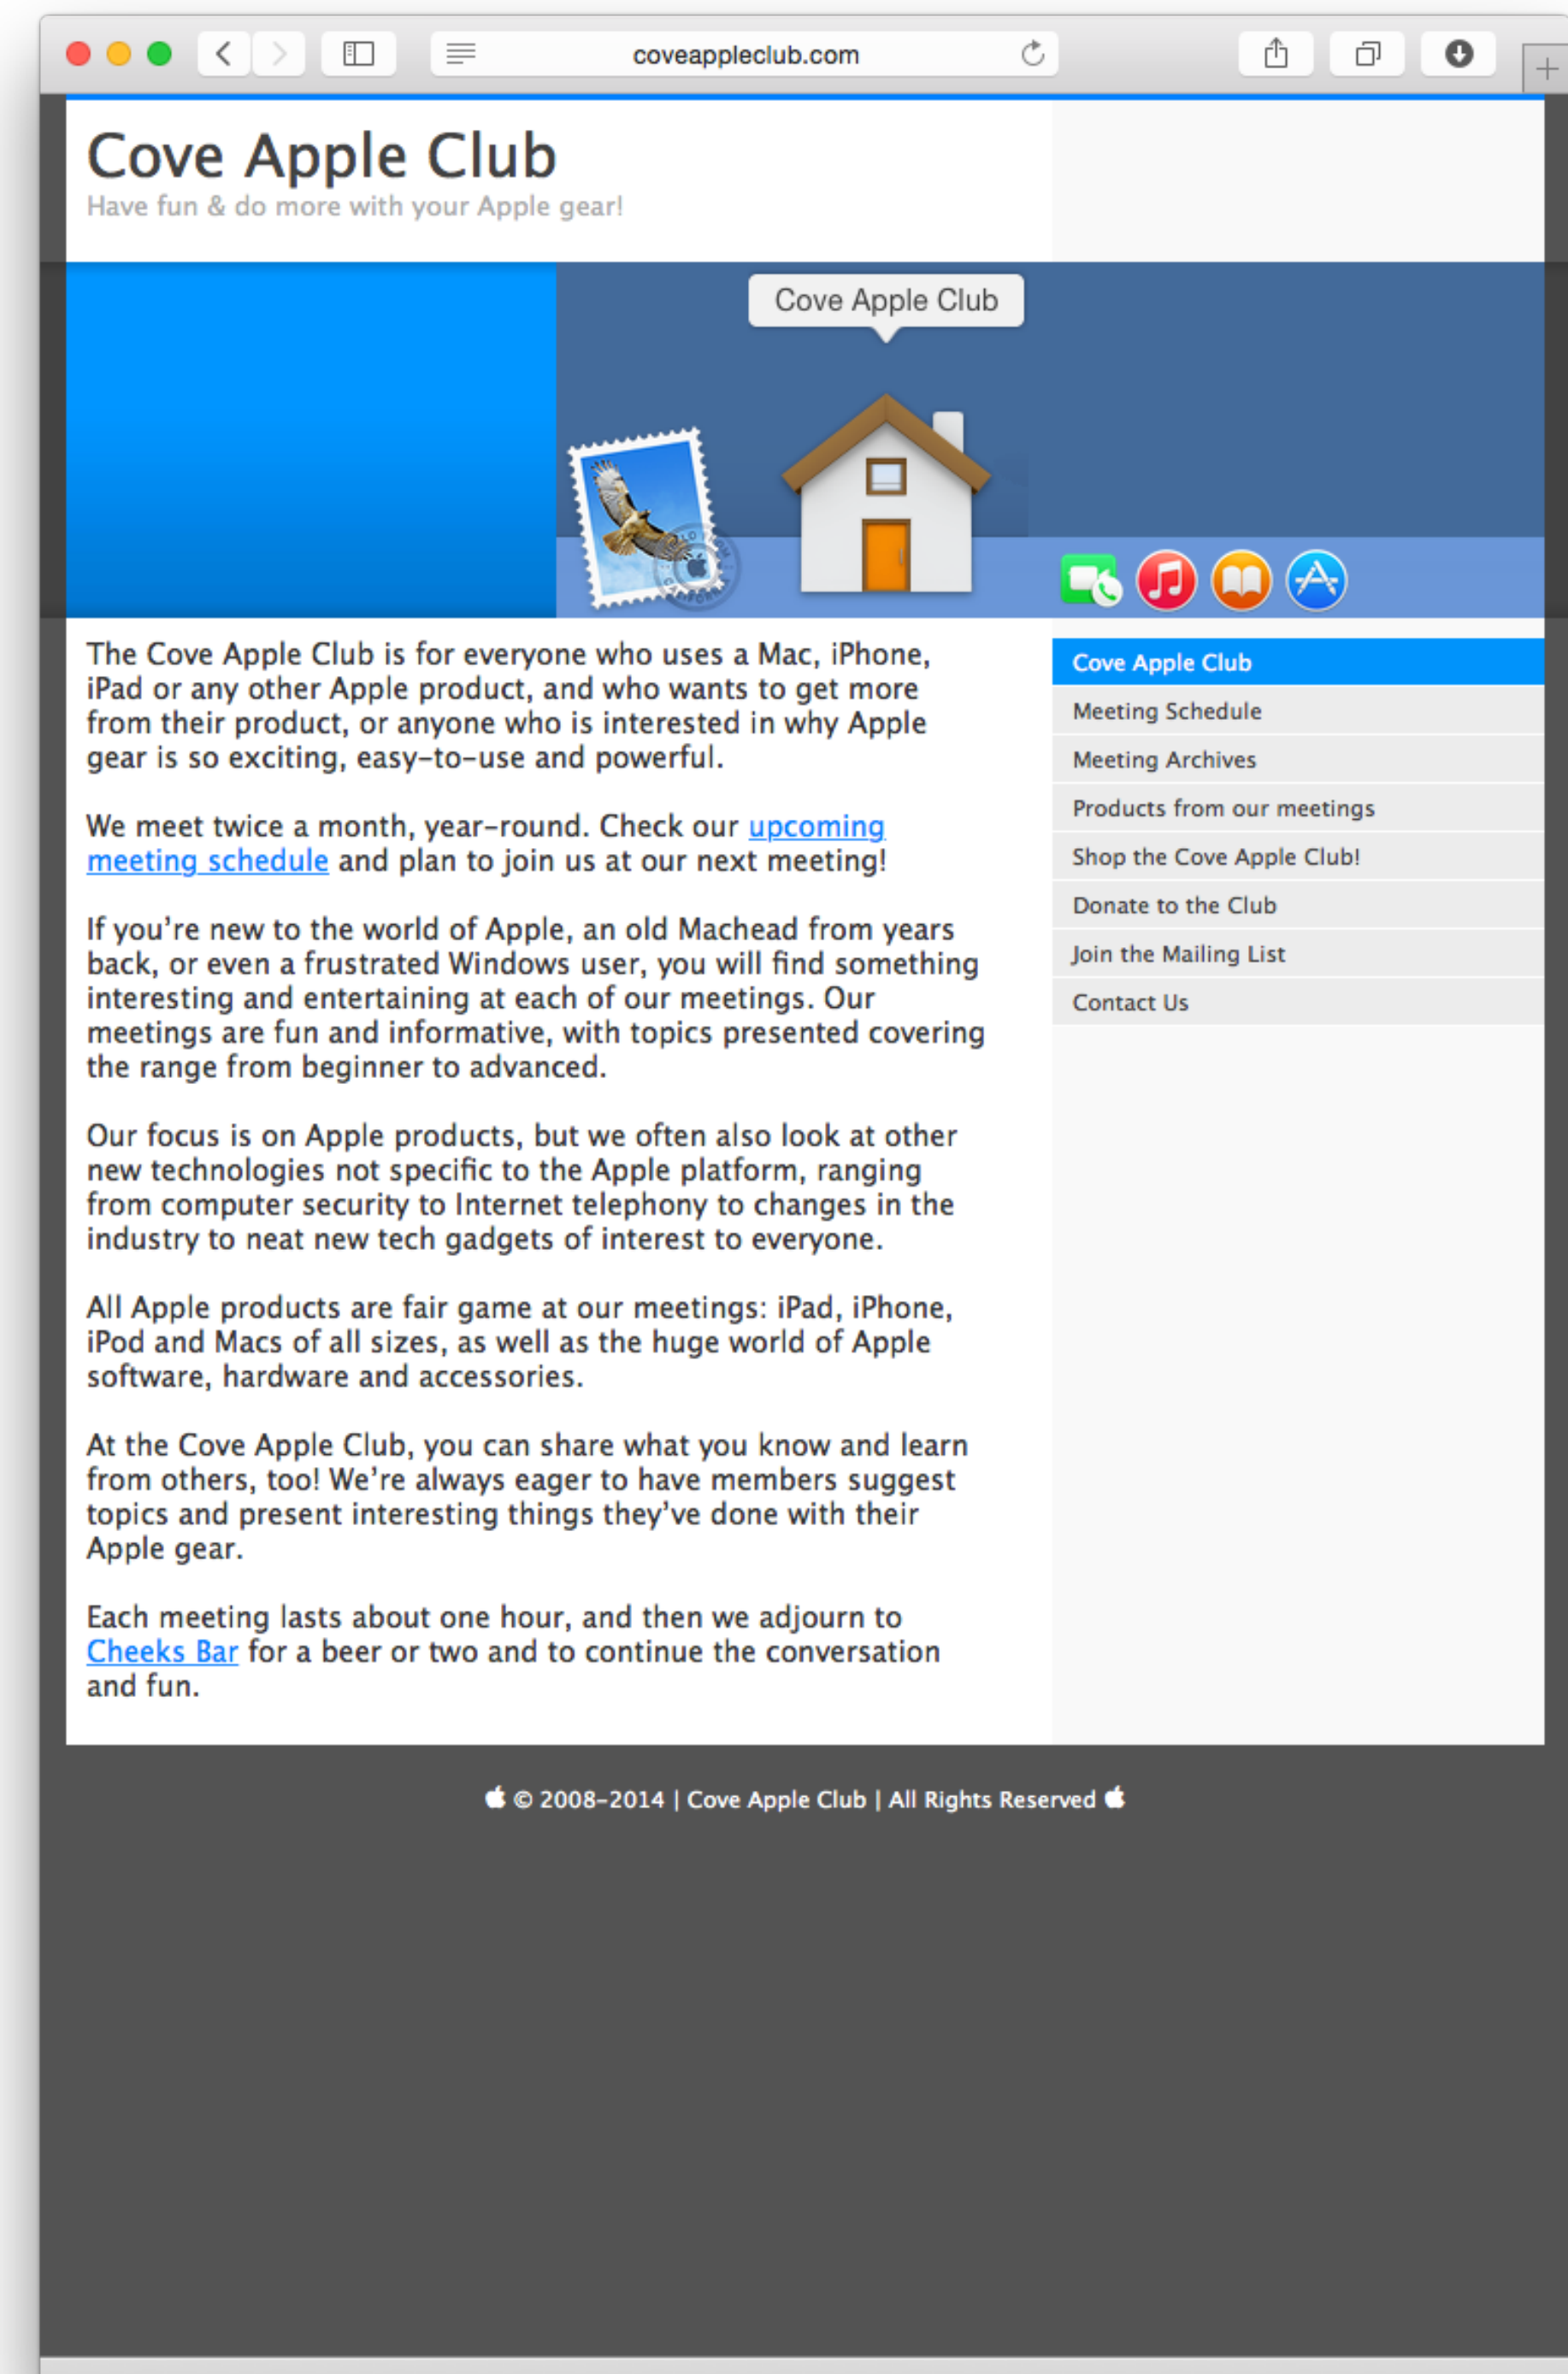 coveappleclub.com
Cove Apple Club
Have fun & do more with your Apple gear!
Cove Apple Club
The Cove Apple Club is for everyone who uses a Mac, iPhone,
iPad or any other Apple product, and who wants to get more
from their product, or anyone who is interested in why Apple
gear is so exciting, easy-to-use and powerful.
We meet twice a month, year-round. Check our upcoming
meeting schedule and plan to join us at our next meeting!
If you’re new to the world of Apple, an old Machead from years
back, or even a frustrated Windows user, you will find something
interesting and entertaining at each of our meetings. Our
meetings are fun and informative, with topics presented covering
the range from beginner to advanced.
Our focus is on Apple products, but we often also look at other
new technologies not specific to the Apple platform, ranging
from computer security to Internet telephony to changes in the
industry to neat new tech gadgets of interest to everyone.
All Apple products are fair game at our meetings: iPad, iPhone,
iPod and Macs of all sizes, as well as the huge world of Apple
software, hardware and accessories.
At the Cove Apple Club, you can share what you know and learn
from others, too! We’re always eager to have members suggest
topics and present interesting things they’ve done with their
Apple gear.
Each meeting lasts about one hour, and then we adjourn to
Cheeks Bar for a beer or two and to continue the conversation
and fun.
Cove Apple Club
Meeting Schedule
Meeting Archives
Products from our meetings
Shop the Cove Apple Club!
Donate to the Club
Join the Mailing List
Contact Us
© 2008-2014 | Cove Apple Club | All Rights Reserved